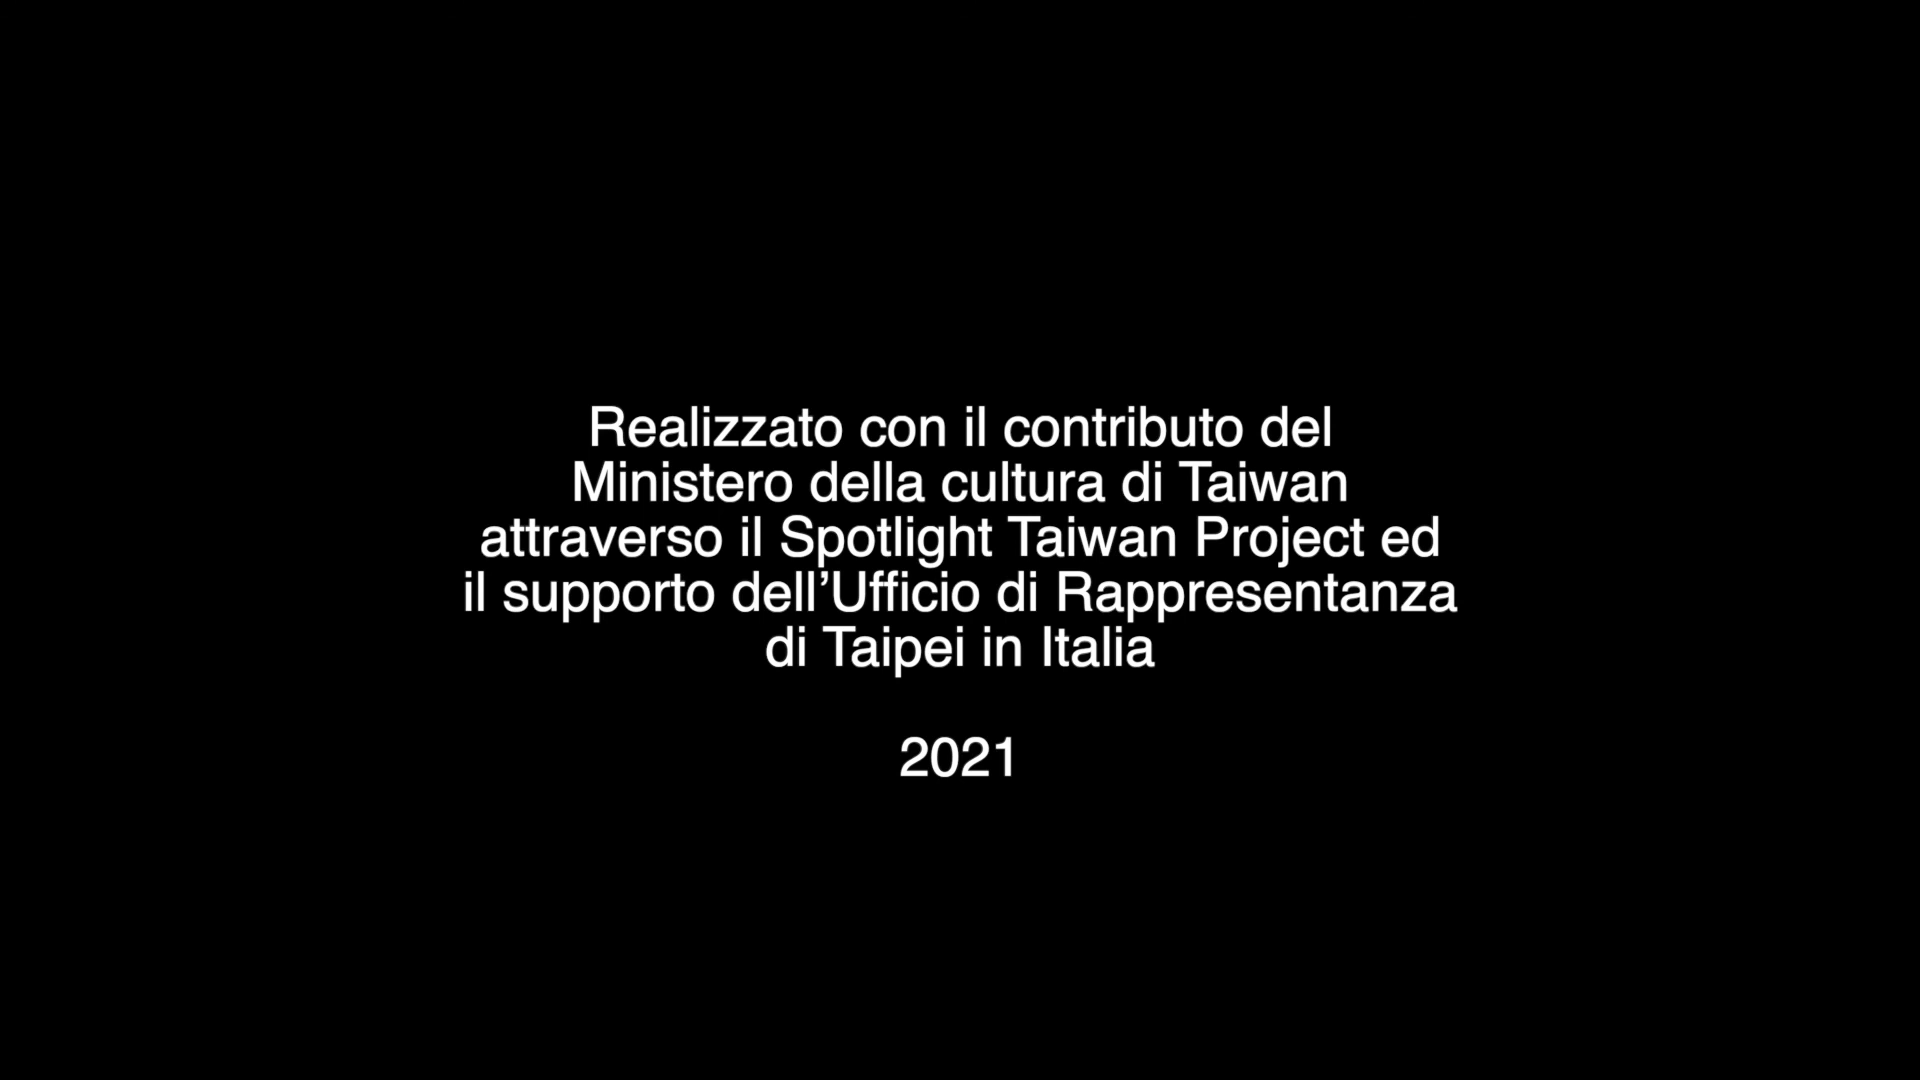 Realizzato con il contributo del
Ministero della cultura di Taiwan
attraverso il Spotlight Taiwan Project ed
il supporto dell’Ufficio di Rappresentanza
di Taipei in Italia
2021